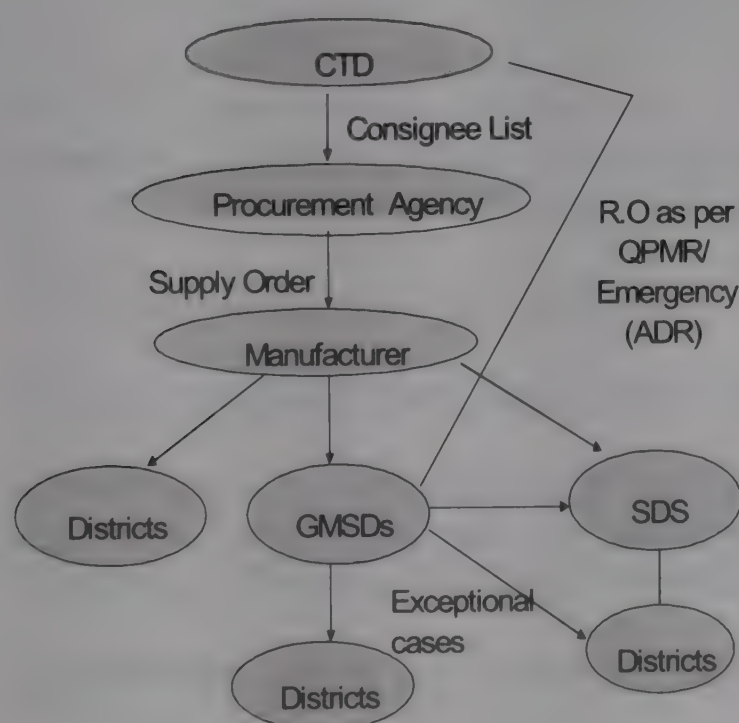 CTD
Consignee List
Procurement Agency
R.O as per
QPMR/
Emergency
(ADR)
Supply Order
Manufacturer
Districts
GMSDs
SDS
Exceptional
cases
Districts
Districts